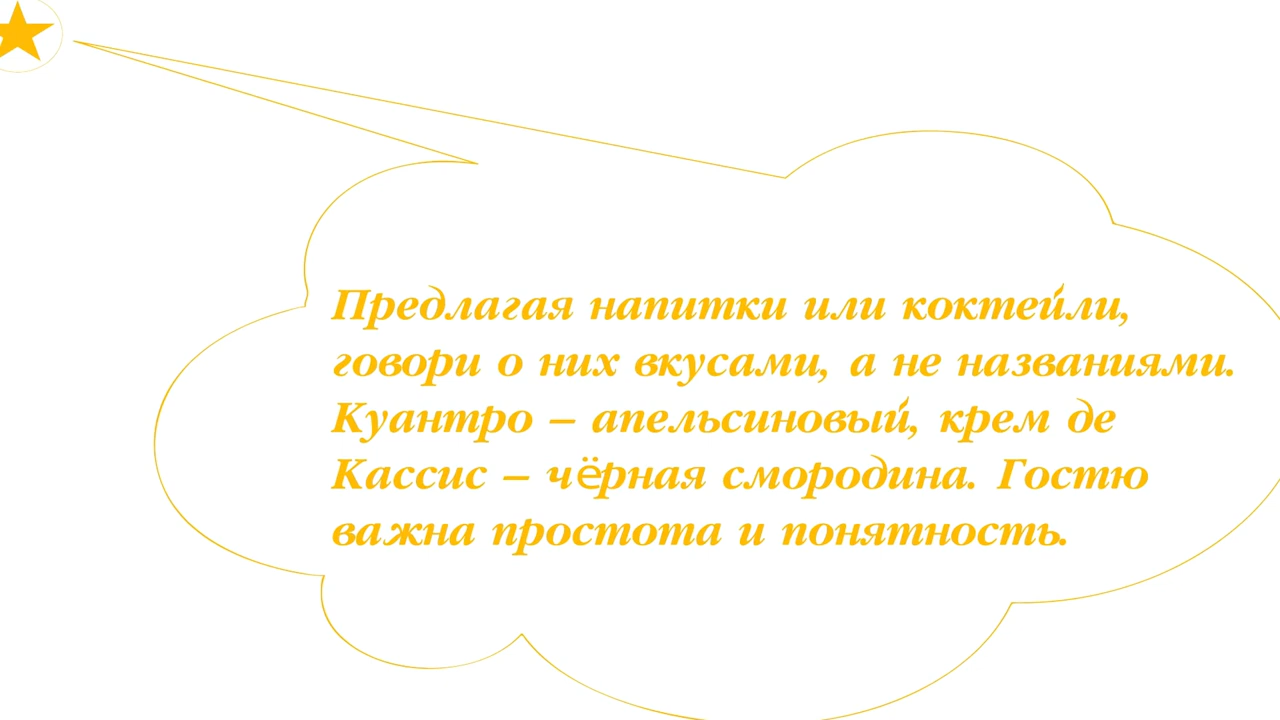 Предлагая напитки или коктейли,
говори о них вкусами, а не названиями.
Куантро – апельсиновый, крем де
Кассис – чёрная смородина. Гостю
важна простота и понятность.